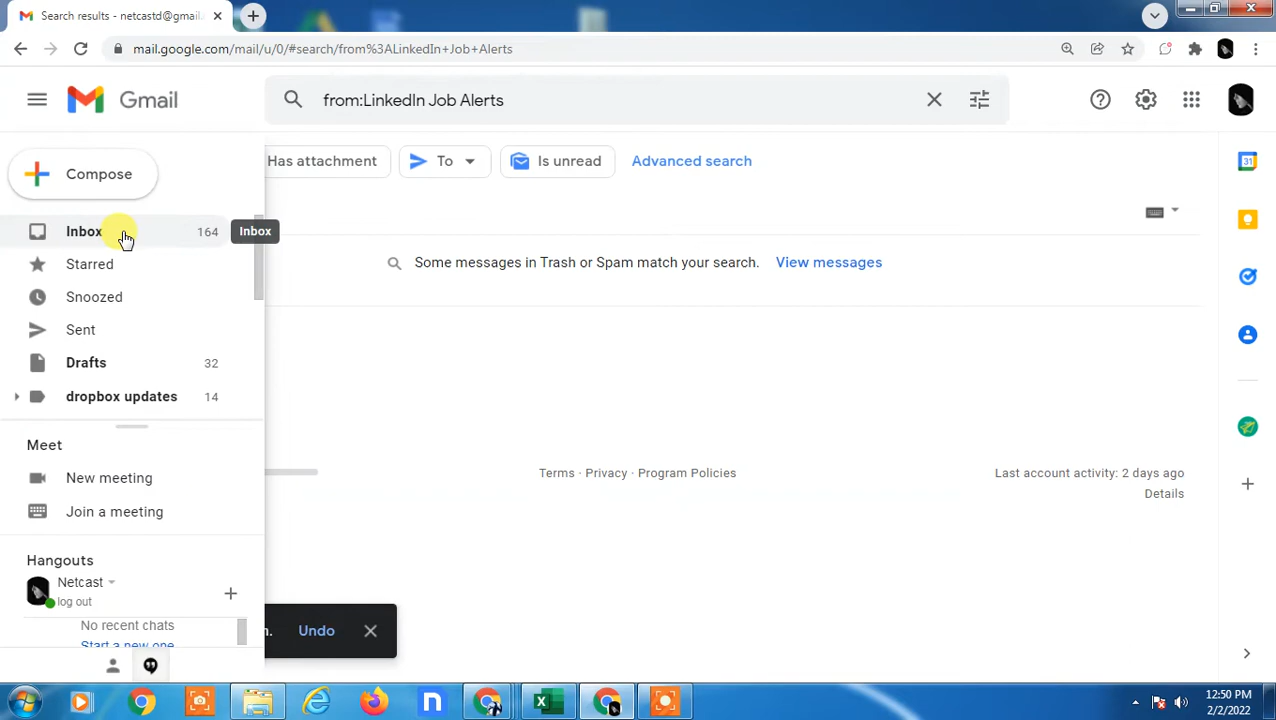 Search results - netcastd@gmai
mail.google.com/mail/u/0/#search/from%3ALinkedIn+Job+Alerts
Gmail
from:LinkedIn Job Alerts
Compose
Has attachment
To
Is unread
Advanced search
Inbox
164
Inbox
31
Starred
Some messages in Trash or Spam match your search. View messages
Snoozed
Sent
Drafts
32
dropbox updates
14
Meet
New meeting
Terms · Privacy · Program Policies
Last account activity: 2 days ago
Details
Join a meeting
Hangouts
Netcast
log out
No recent chats
Start a new one
n.
Undo
12:50 PM
2/2/2022